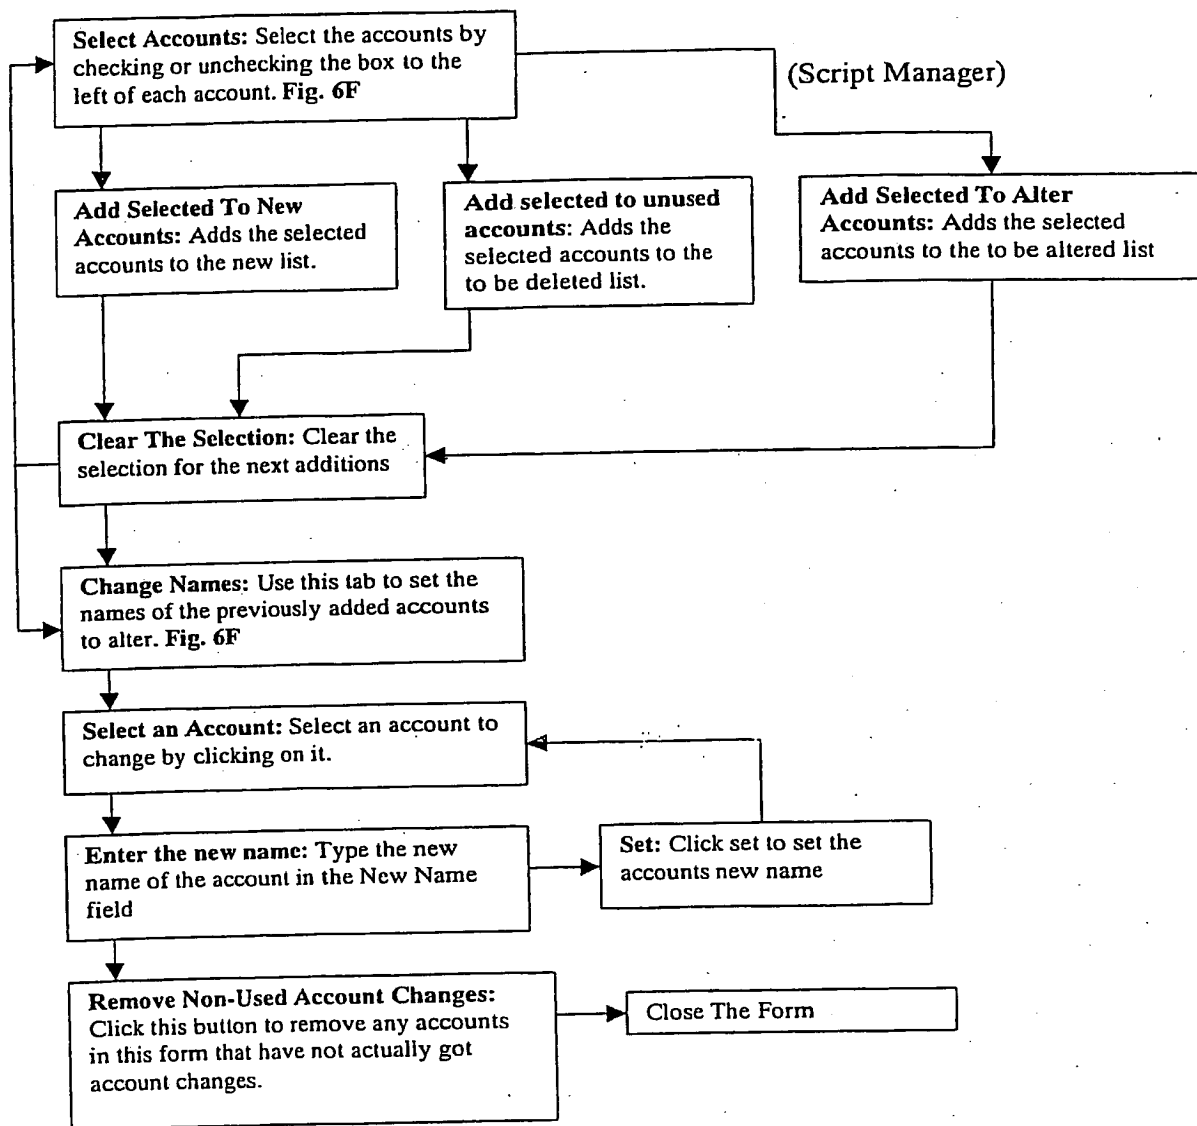 Select Accounts: Select the accounts by
checking or unchecking the box to the
left of each account. Fig. 6F
(Script Manager)
Add Selected To New
Accounts: Adds the selected
accounts to the new list.
Add selected to unused
accounts: Adds the
selected accounts to the
to be deleted list.
Add Selected To Alter
Accounts: Adds the selected
accounts to the to be altered list
Clear The Selection: Clear the
selection for the next additions
Change Names: Use this tab to set the
names of the previously added accounts
to alter. Fig. 6F
Select an Account: Select an account to
change by clicking on it.
Enter the new name: Type the new
name of the account in the New Name
field
Set: Click set to set the
accounts new name
Remove Non-Used Account Changes:
Click this button to remove any accounts
in this form that have not actually got
account changes.
Close The Form